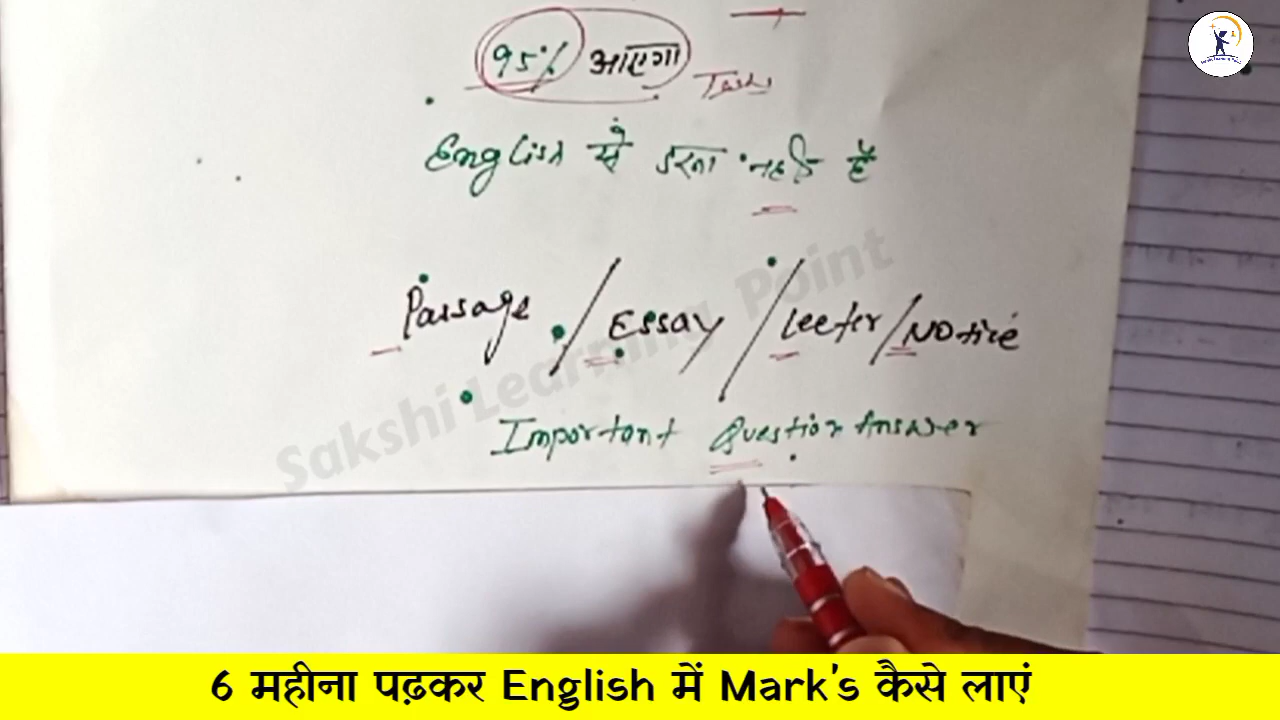 95% आएगा
English से डरना नहीं है
Passage / Essay / Leeter / Notice
Sakshi Learning Point
Important Question Answer
6 महीना पढ़कर English में Mark's कैसे लाएं